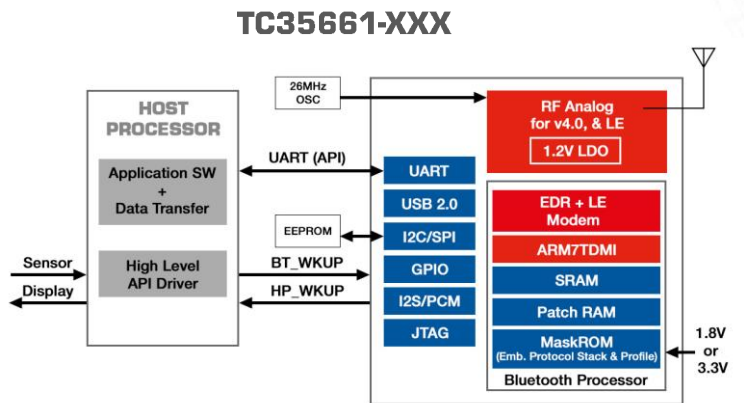 TC35661-XXX
HOST
PROCESSOR
Application SW
+
Data Transfer
High Level
API Driver
Sensor
Display
26MHz
OSC
UART (API)
EEPROM
BT_WKUP
HP_WKUP
UART
USB 2.0
I2C/SPI
GPIO
I2S/PCM
JTAG
RF Analog
for v4.0, & LE
1.2V LDO
EDR + LE
Modem
ARM7TDMI
SRAM
Patch RAM
MaskROM
(Emb. Protocol Stack & Profile)
Bluetooth Processor
1.8V
or
3.3V